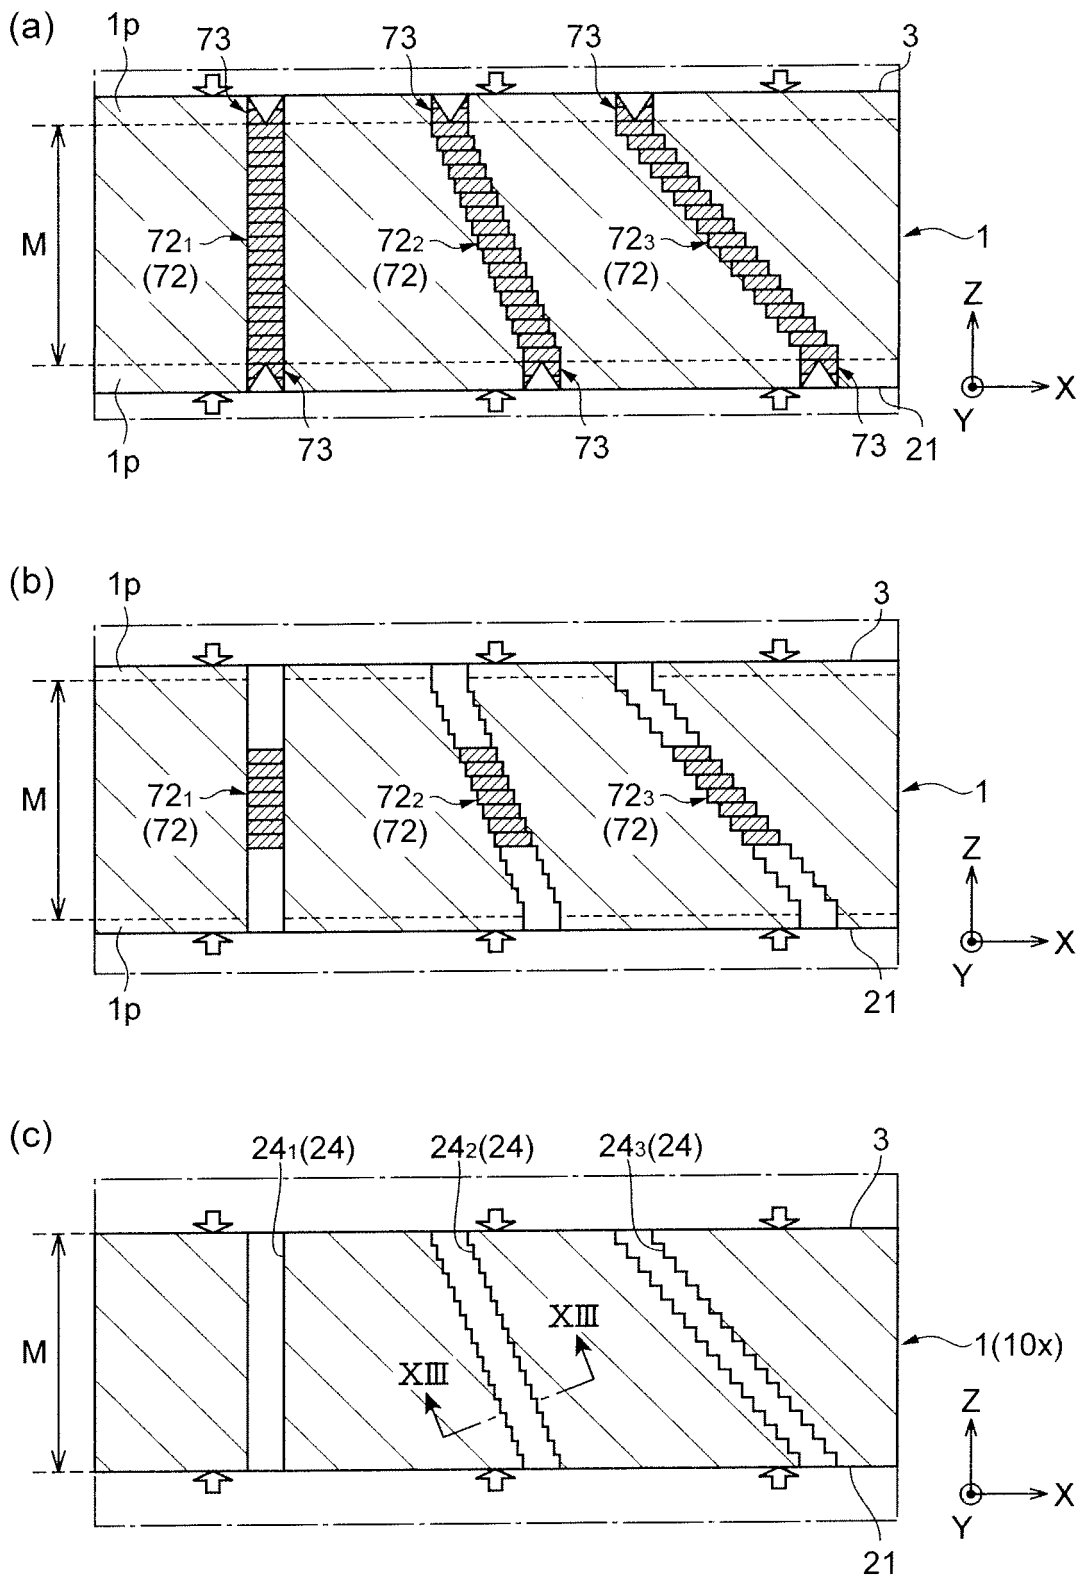 (a)
1p
73
73
73
3
M
72₁
(72)
72₂
(72)
72₃
(72)
1
Z
X
Y
1p
73
73
73
21
(b)
1p
3
M
72₁
(72)
72₂
(72)
72₃
(72)
1
Z
X
Y
1p
21
(c)
24₁(24)
24₂(24)
24₃(24)
3
M
XIII
XIII
1(10x)
Z
X
Y
21